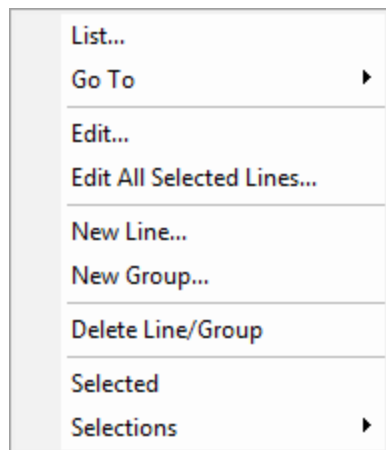 List...
Go To
Edit...
Edit All Selected Lines...
New Line...
New Group...
Delete Line/Group
Selected
Selections